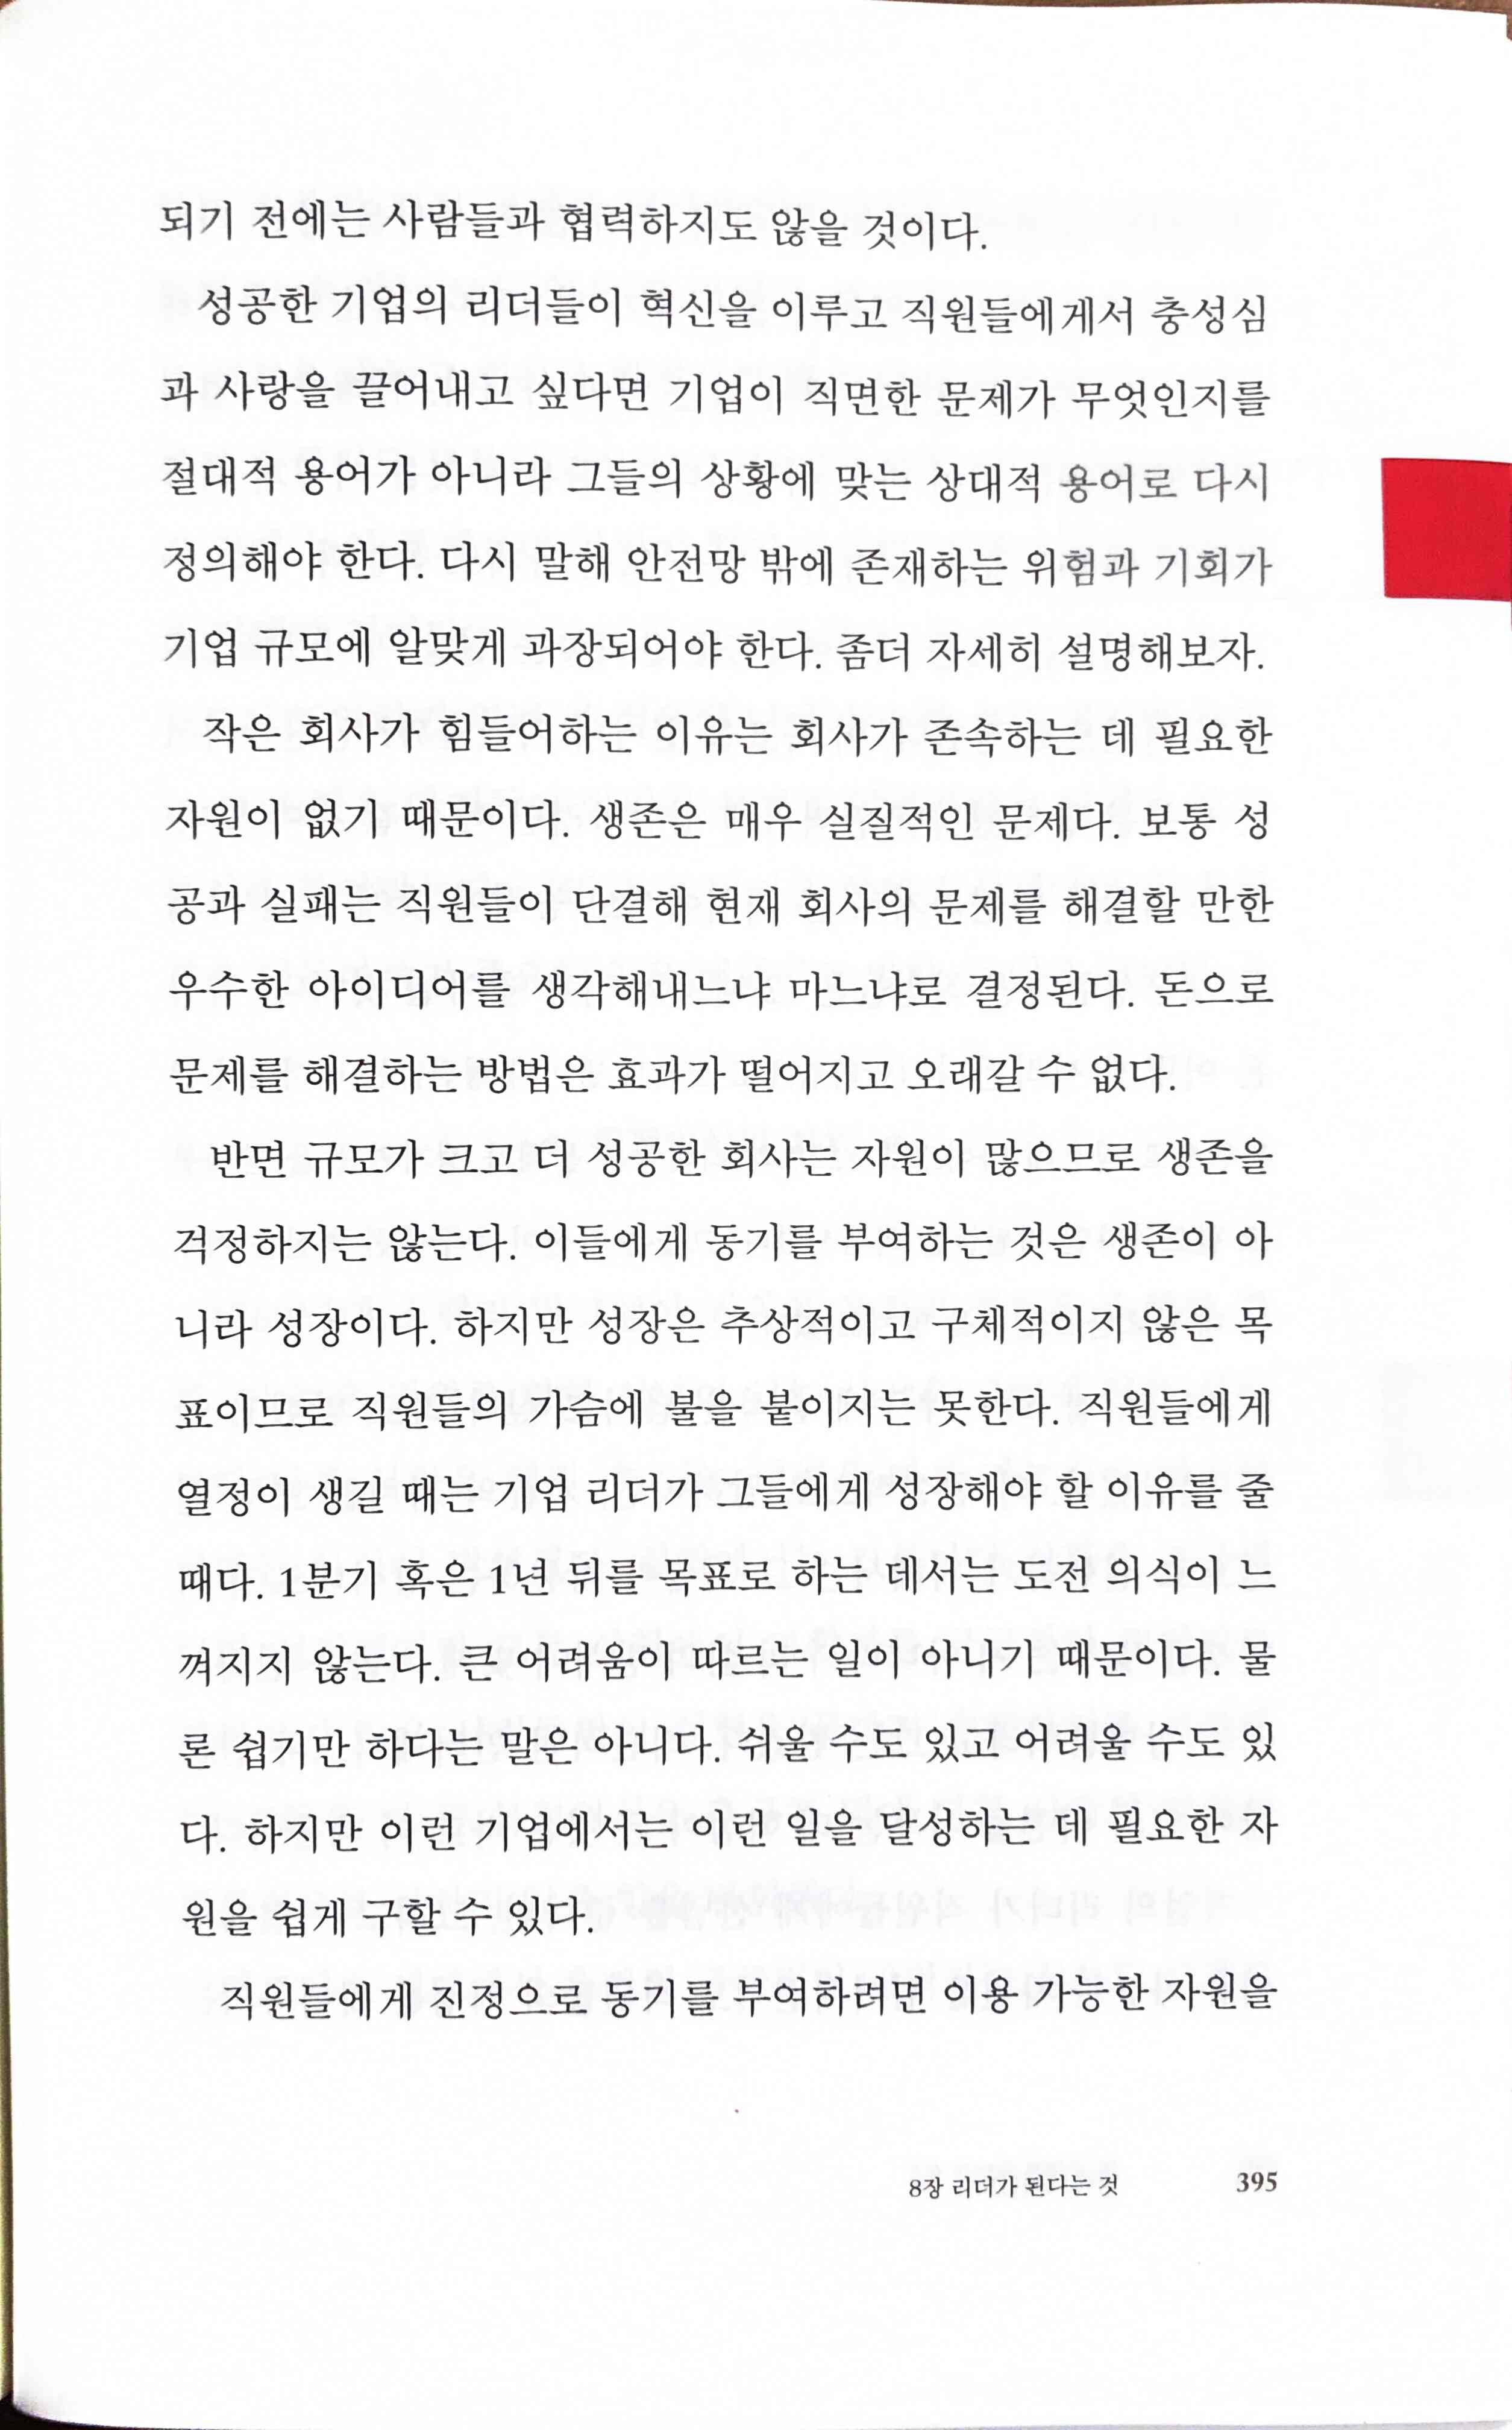 되기 전에는 사람들과 협력하지도 않을 것이다.
성공한 기업의 리더들이 혁신을 이루고 직원들에게서 충성심
과 사랑을 끌어내고 싶다면 기업이 직면한 문제가 무엇인지를
절대적 용어가 아니라 그들의 상황에 맞는 상대적 용어로 다시
정의해야 한다. 다시 말해 안전망 밖에 존재하는 위험과 기회가
기업 규모에 알맞게 과장되어야 한다. 좀더 자세히 설명해보자.
작은 회사가 힘들어하는 이유는 회사가 존속하는 데 필요한
자원이 없기 때문이다. 생존은 매우 실질적인 문제다. 보통 성
공과 실패는 직원들이 단결해 현재 회사의 문제를 해결할 만한
우수한 아이디어를 생각해내느냐 마느냐로 결정된다. 돈으로
문제를 해결하는 방법은 효과가 떨어지고 오래갈 수 없다.
반면 규모가 크고 더 성공한 회사는 자원이 많으므로 생존을
걱정하지는 않는다. 이들에게 동기를 부여하는 것은 생존이 아
니라 성장이다. 하지만 성장은 추상적이고 구체적이지 않은 목
표이므로 직원들의 가슴에 불을 붙이지는 못한다. 직원들에게
열정이 생길 때는 기업 리더가 그들에게 성장해야 할 이유를 줄
때다. 1분기 혹은 1년 뒤를 목표로 하는 데서는 도전 의식이 느
껴지지 않는다. 큰 어려움이 따르는 일이 아니기 때문이다. 물
론 쉽기만 하다는 말은 아니다. 쉬울 수도 있고 어려울 수도 있
다. 하지만 이런 기업에서는 이런 일을 달성하는 데 필요한 자
원을 쉽게 구할 수 있다.
직원들에게 진정으로 동기를 부여하려면 이용 가능한 자원을
8장 리더가 된다는 것 395